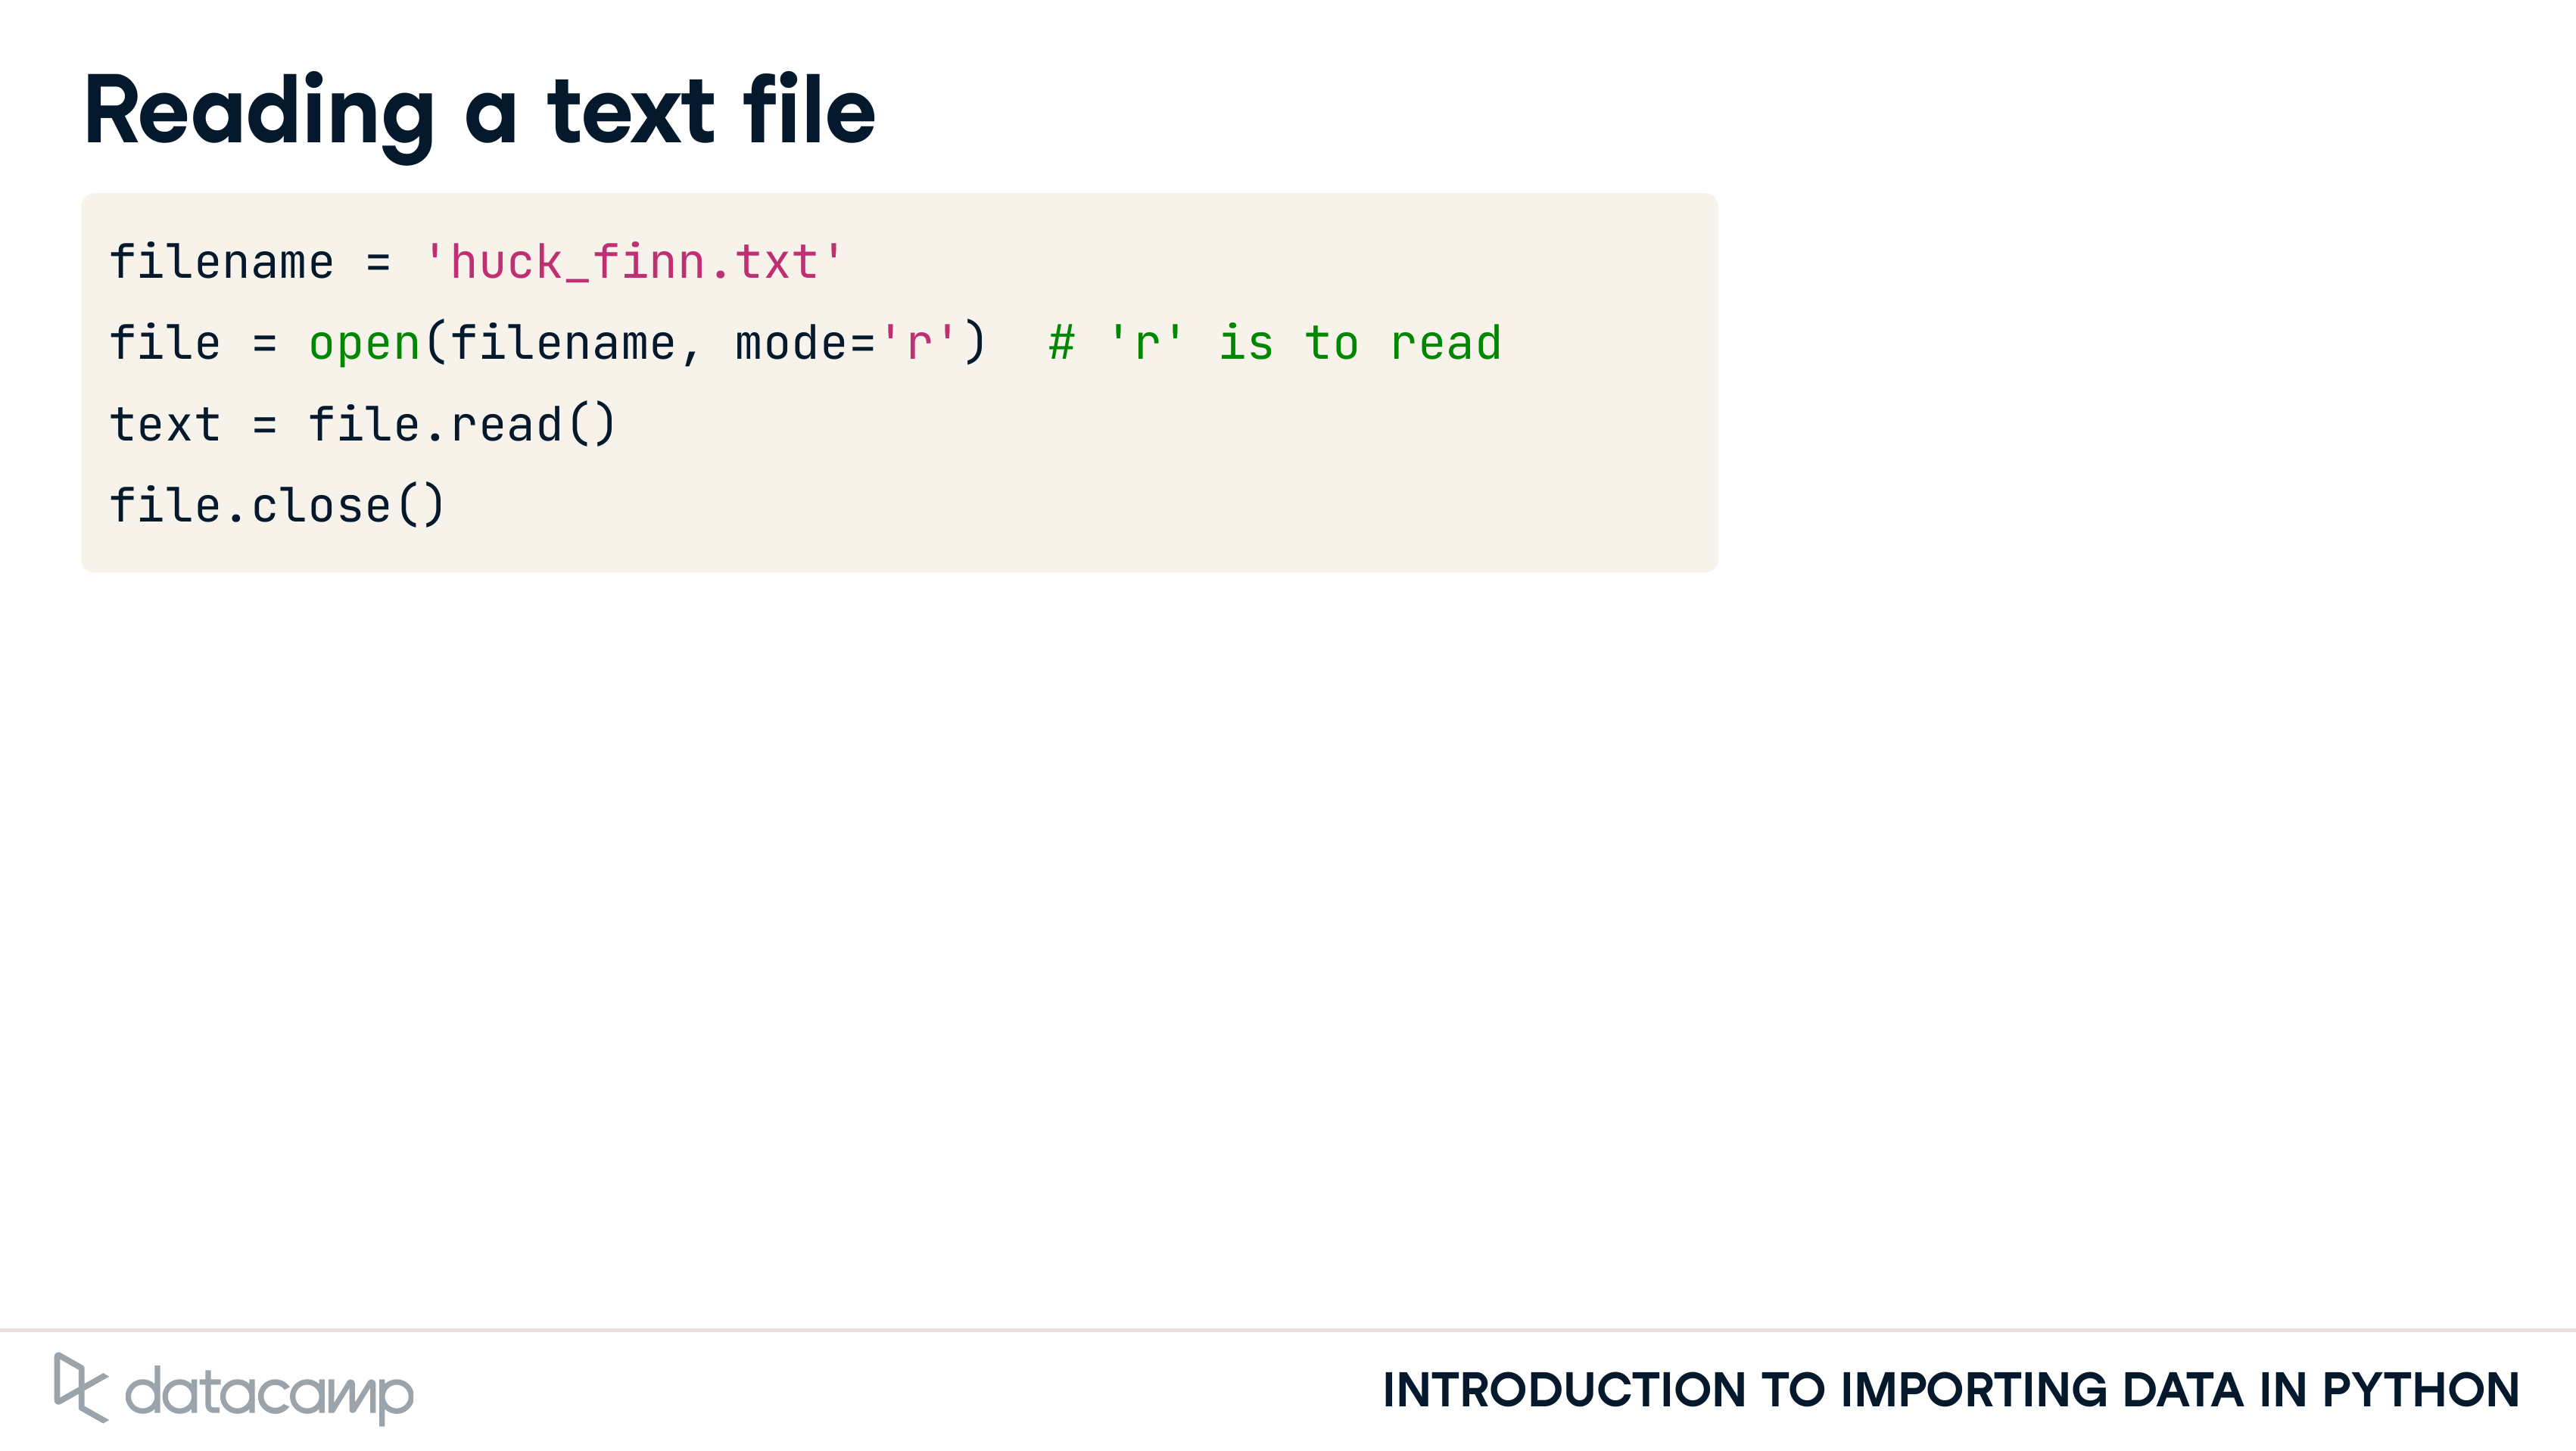 Reading a text file
filename = 'huck_finn.txt'
file = open(filename, mode='r')  # 'r' is to read
text = file.read()
file.close()
datacamp
INTRODUCTION TO IMPORTING DATA IN PYTHON